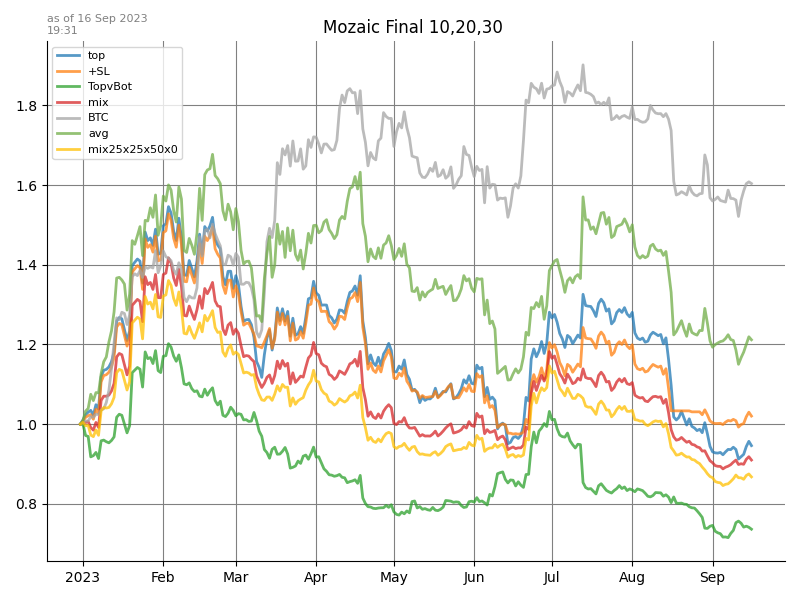 as of 16 Sep 2023
19:31
Mozaic Final 10,20,30
top
+SL
TopvBot
mix
BTC
avg
mix25x25x50x0
1.8
1.6
1.4
1.2
1.0
0.8
2023 Feb Mar Apr May Jun Jul Aug Sep